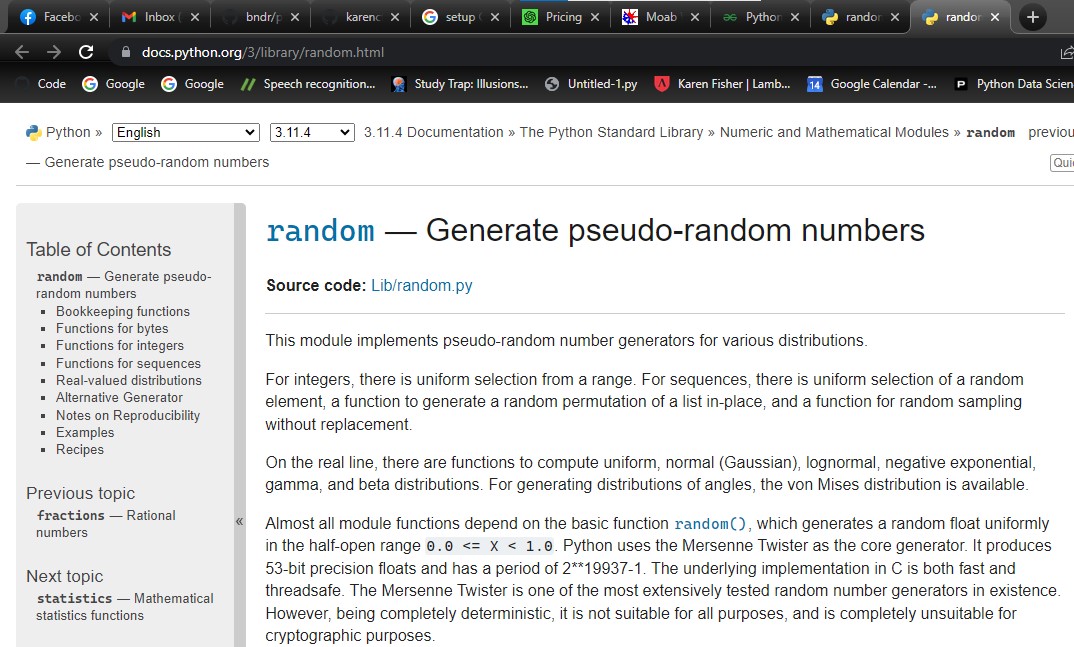 Facebo
Inbox (
bndr/p
karenc
setup
Pricing
Moab
Python
randor
randor
docs.python.org/3/library/random.html
Code Google Google Speech recognition... Study Trap: Illusions... Untitled-1.py Karen Fisher | Lamb... Google Calendar -... Python Data Scien
Python » English 3.11.4 3.11.4 Documentation » The Python Standard Library » Numeric and Mathematical Modules » random previou
— Generate pseudo-random numbers Quic
Table of Contents
random — Generate pseudo-
random numbers
▪ Bookkeeping functions
▪ Functions for bytes
▪ Functions for integers
▪ Functions for sequences
▪ Real-valued distributions
▪ Alternative Generator
▪ Notes on Reproducibility
▪ Examples
▪ Recipes
Previous topic
fractions — Rational
numbers
Next topic
statistics — Mathematical
statistics functions
«
random — Generate pseudo-random numbers
Source code: Lib/random.py
This module implements pseudo-random number generators for various distributions.
For integers, there is uniform selection from a range. For sequences, there is uniform selection of a random
element, a function to generate a random permutation of a list in-place, and a function for random sampling
without replacement.
On the real line, there are functions to compute uniform, normal (Gaussian), lognormal, negative exponential,
gamma, and beta distributions. For generating distributions of angles, the von Mises distribution is available.
Almost all module functions depend on the basic function random(), which generates a random float uniformly
in the half-open range 0.0 <= X < 1.0. Python uses the Mersenne Twister as the core generator. It produces
53-bit precision floats and has a period of 2**19937-1. The underlying implementation in C is both fast and
threadsafe. The Mersenne Twister is one of the most extensively tested random number generators in existence.
However, being completely deterministic, it is not suitable for all purposes, and is completely unsuitable for
cryptographic purposes.